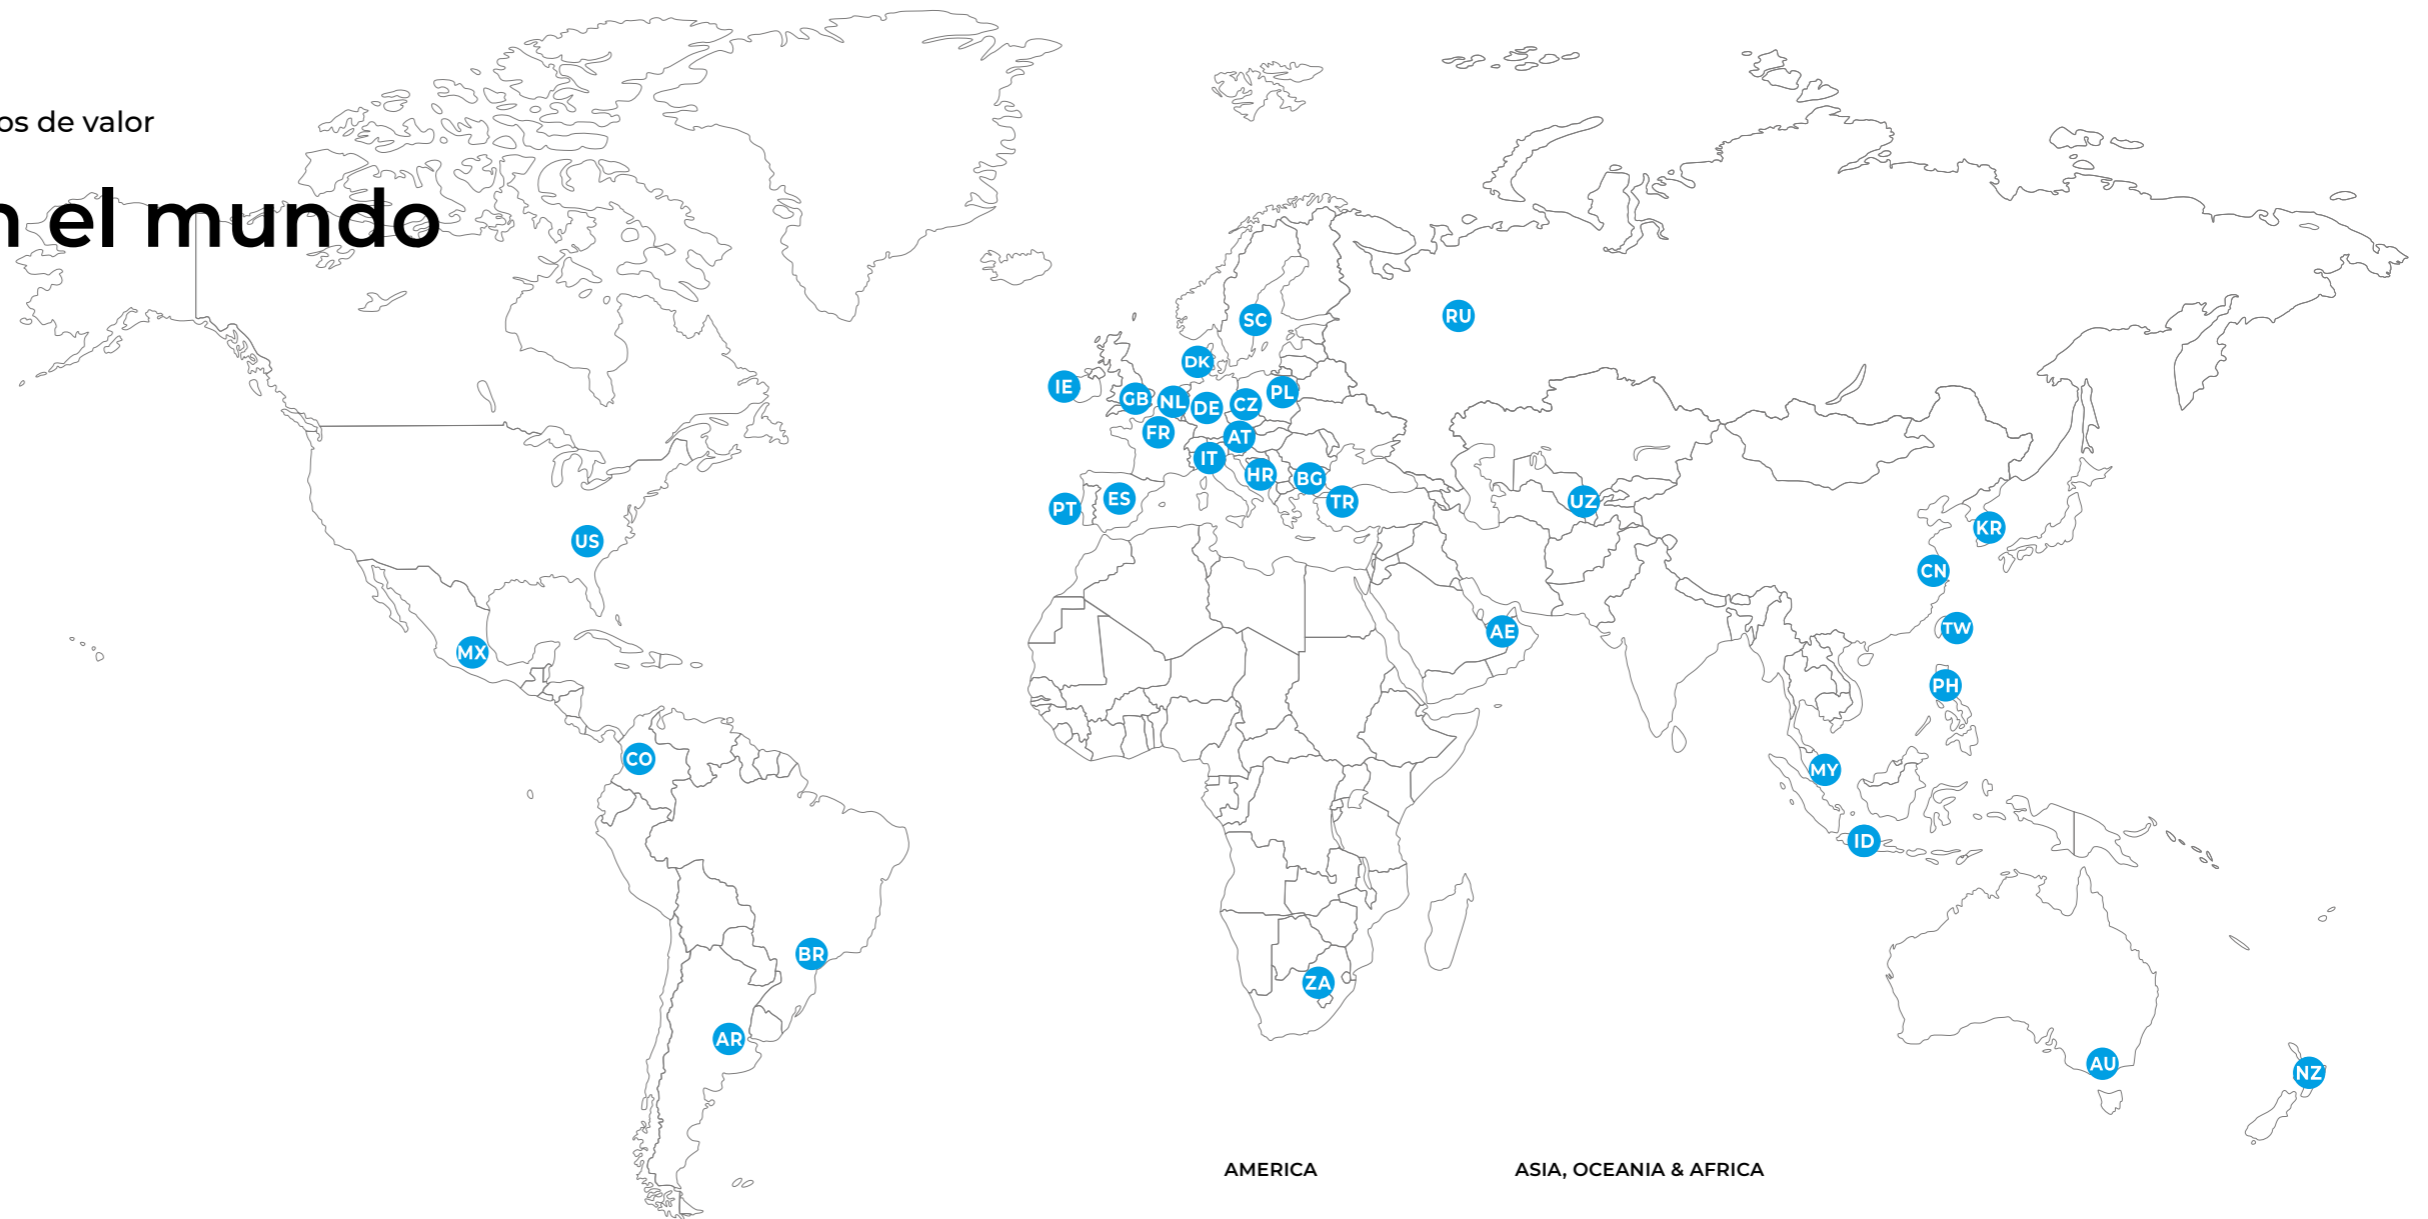 os de valor
n el mundo
SC
RU
DK
IE
GB
NL
DE
CZ
PL
FR
AT
IT
HR
BG
PT
ES
TR
UZ
US
KR
CN
AE
TW
MX
PH
CO
MY
ID
BR
ZA
AR
AU
NZ
AMERICA
ASIA, OCEANIA & AFRICA